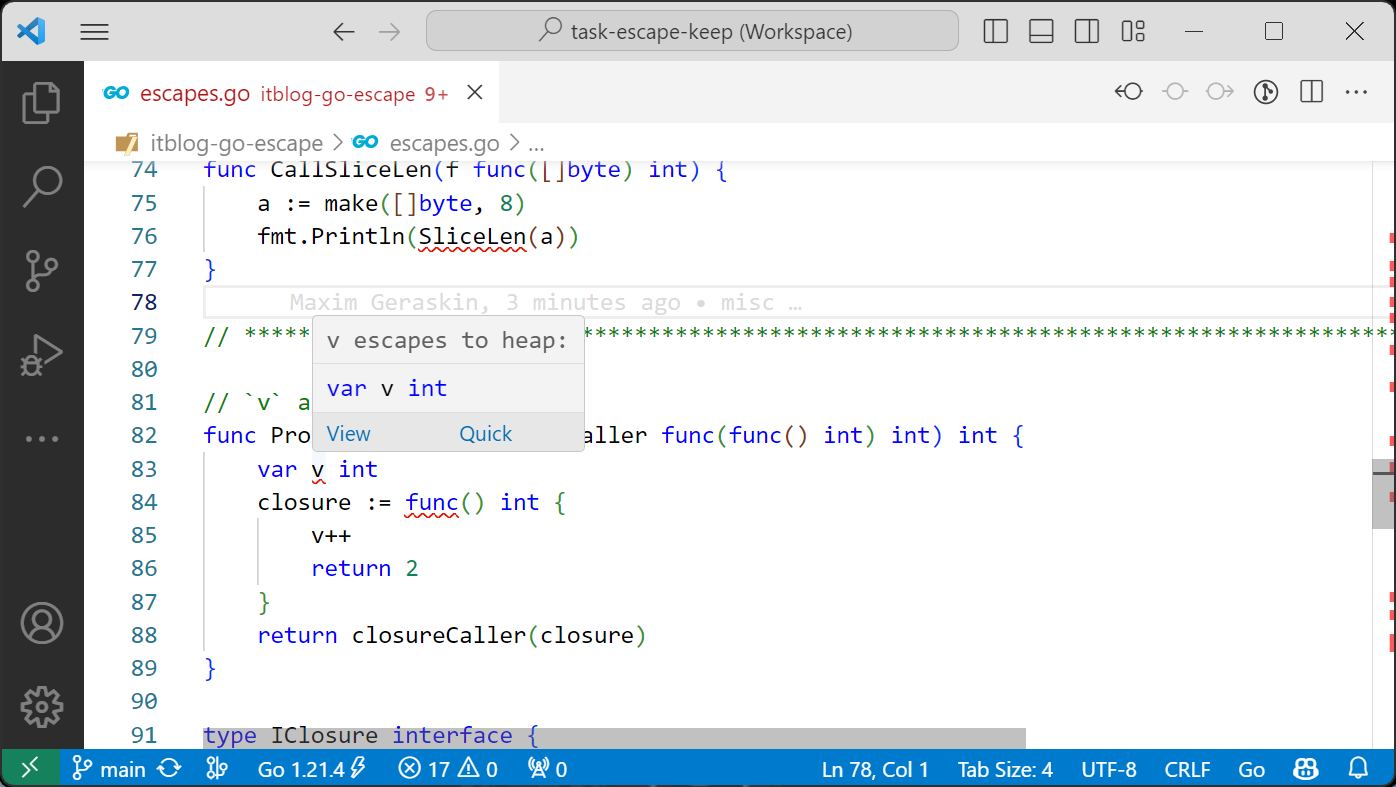 task-escape-keep (Workspace)
GO escapes.go itblog-go-escape 9+
itblog-go-escape > GO escapes.go > ...
74 func CallSliceLen(f func([]byte) int) {
75 a := make([]byte, 8)
76 fmt.Println(SliceLen(a))
77 }
78 Maxim Geraskin, 3 minutes ago • misc …
79 // *****
v escapes to heap:
***********************************************************
80
var v int
81 // `v` a
View Quick
82 func Pro aller func(func() int) int) int {
83 var v int
84 closure := func() int {
85 v++
86 return 2
87 }
88 return closureCaller(closure)
89 }
90
91 type IClosure interface {
main Go 1.21.4 17 0 0 Ln 78, Col 1 Tab Size: 4 UTF-8 CRLF Go